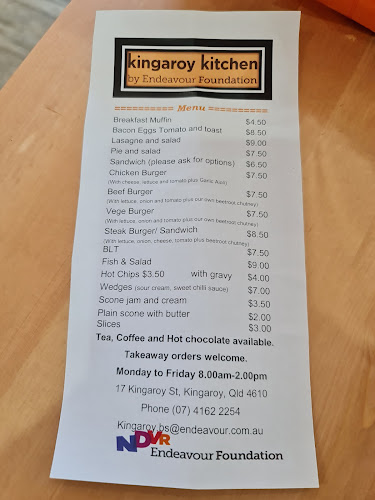 kingaroy kitchen
by Endeavour Foundation
========== Menu ==========
Breakfast Muffin $4.50
Bacon Eggs Tomato and toast $8.50
Lasagne and salad $9.00
Pie and salad $7.50
Sandwich (please ask for options) $6.50
Chicken Burger $7.50
(With cheese, lettuce and tomato plus Garlic Aioli)
Beef Burger $7.50
(With lettuce, onion and tomato plus our own beetroot chutney)
Vege Burger $7.50
(With lettuce, onion and tomato plus our own beetroot chutney)
Steak Burger/ Sandwich $8.50
(With lettuce, onion, cheese, tomato plus beetroot chutney)
BLT $7.50
Fish & Salad $9.00
Hot Chips $3.50 with gravy $4.00
Wedges (sour cream, sweet chilli sauce) $7.00
Scone jam and cream $3.50
Plain scone with butter $2.00
Slices $3.00
Tea, Coffee and Hot chocolate available.
Takeaway orders welcome.
Monday to Friday 8.00am-2.00pm
17 Kingaroy St, Kingaroy, Qld 4610
Phone (07) 4162 2254
Kingaroy.bs@endeavour.com.au
NDVR
Endeavour Foundation